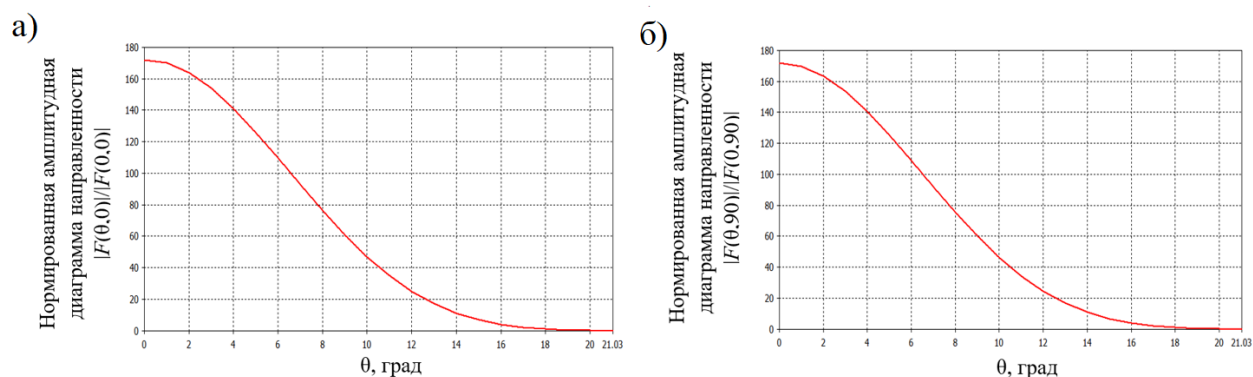 а)
Нормированная амплитудная
диаграмма направленности
|F(θ,0)|/|F(0,0)|
180
160
140
120
100
80
60
40
20
0
0 2 4 6 8 10 12 14 16 18 20 21.03
θ, град
б)
Нормированная амплитудная
диаграмма направленности
|F(θ.90)|/|F(0.90)|
180
160
140
120
100
80
60
40
20
0
0 2 4 6 8 10 12 14 16 18 20 21.03
θ, град